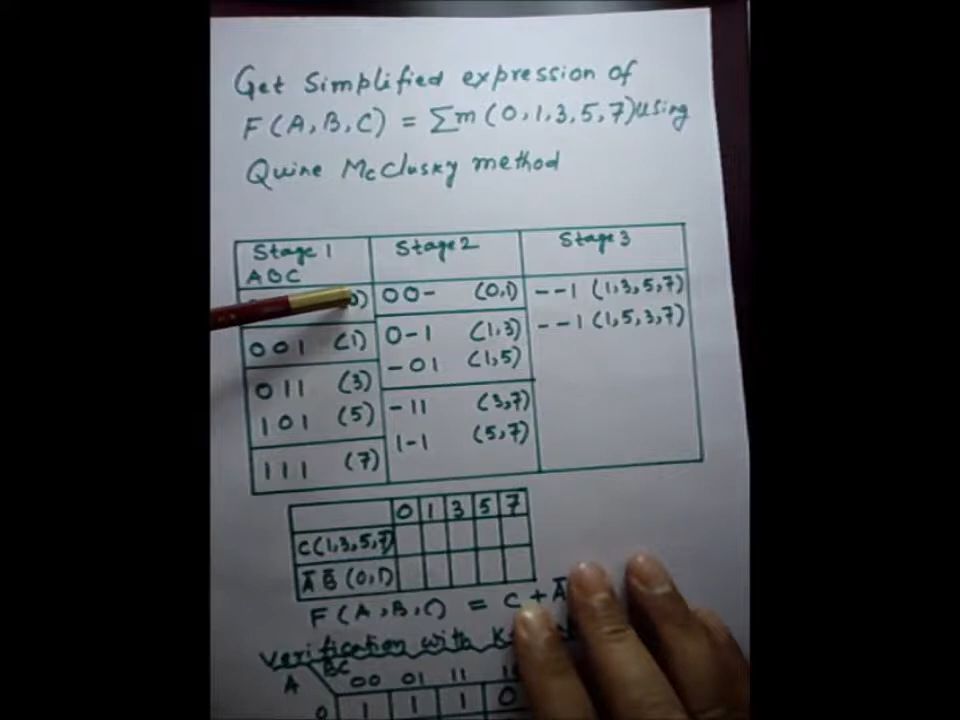 Get Simplified expression of
F(A,B,C) = Σm(0,1,3,5,7) using
Quine McClusky method
Stage 1 Stage 2 Stage 3
ABC
00- (0,1) --1 (1,3,5,7)
001 (1) 0-1 (1,3) --1 (1,5,3,7)
-01 (1,5)
011 (3) -11 (3,7)
101 (5) 1-1 (5,7)
111 (7)
0 1 3 5 7
C(1,3,5,7)
A̅ B̅ (0,1)
F(A,B,C) = C + A̅
Verification with
BC
A 00 01 11
0 1 1 1 0